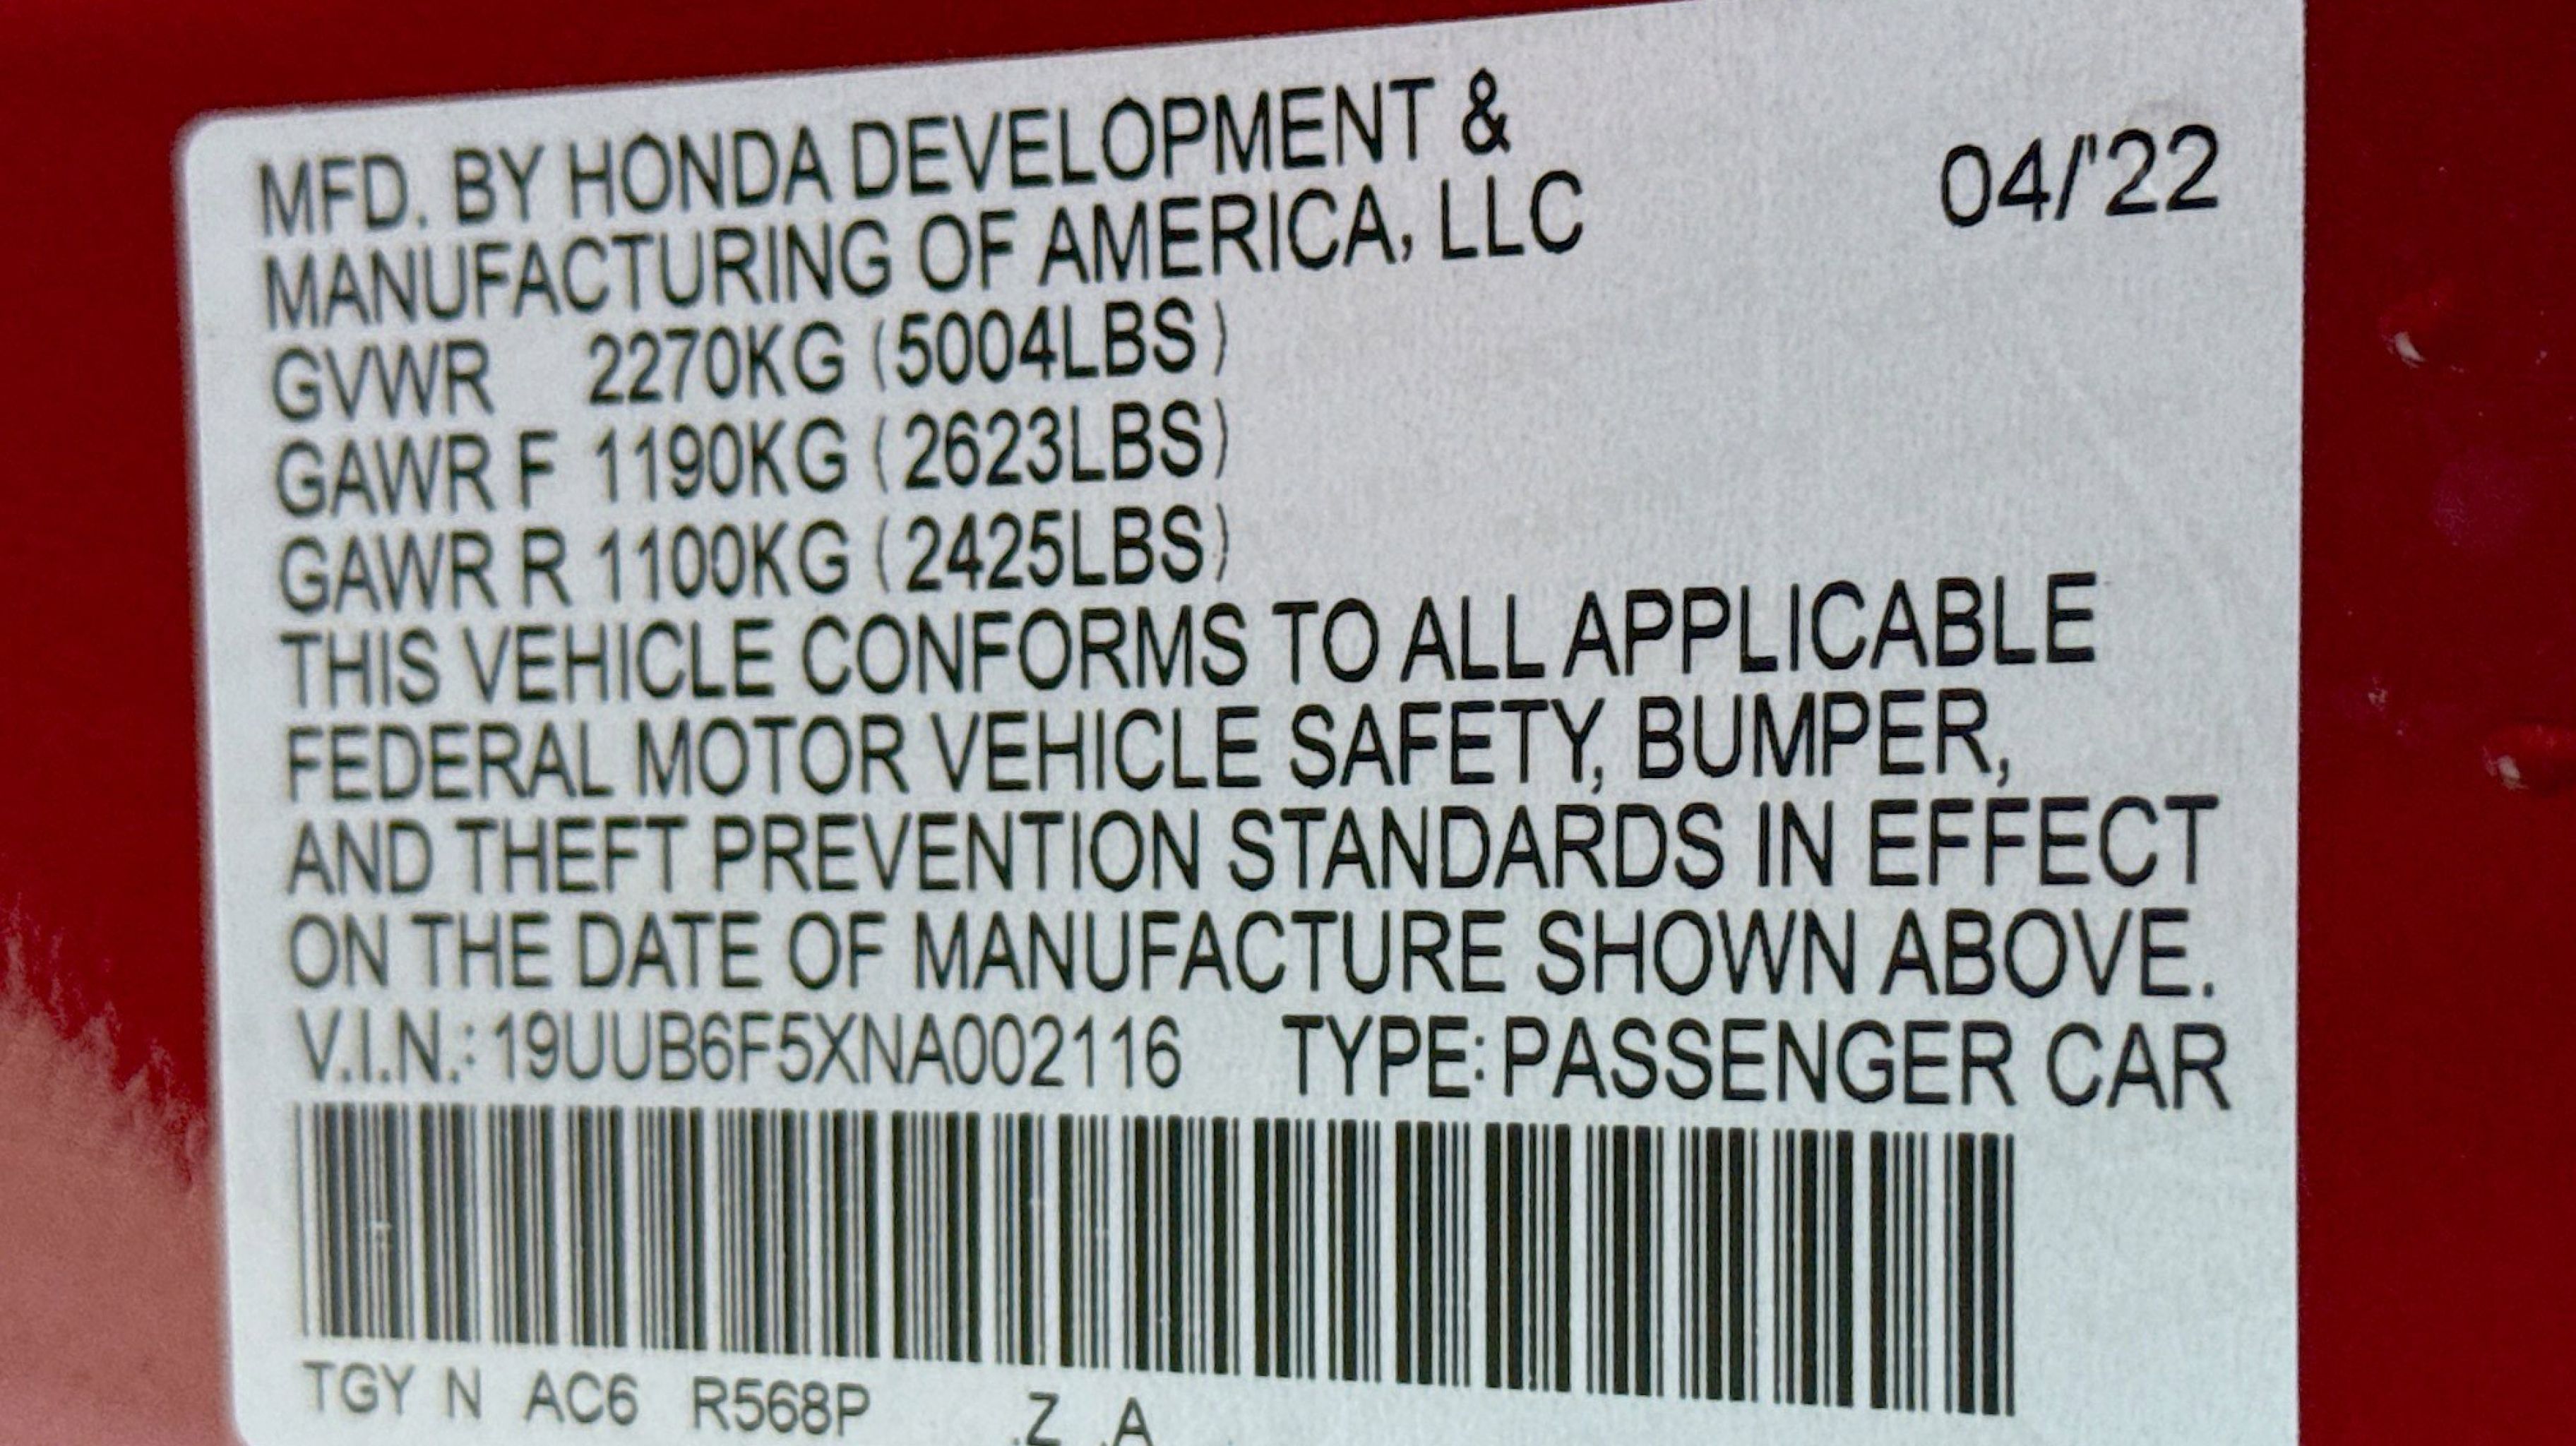 MFD. BY HONDA DEVELOPMENT &
MANUFACTURING OF AMERICA, LLC
04/'22
GVWR 2270KG (5004LBS)
GAWR F 1190KG (2623LBS)
GAWR R 1100KG (2425LBS)
THIS VEHICLE CONFORMS TO ALL APPLICABLE
FEDERAL MOTOR VEHICLE SAFETY, BUMPER,
AND THEFT PREVENTION STANDARDS IN EFFECT
ON THE DATE OF MANUFACTURE SHOWN ABOVE.
V.I.N.: 19UUB6F5XNA002116 TYPE: PASSENGER CAR
TGY N AC6 R568P .Z .A